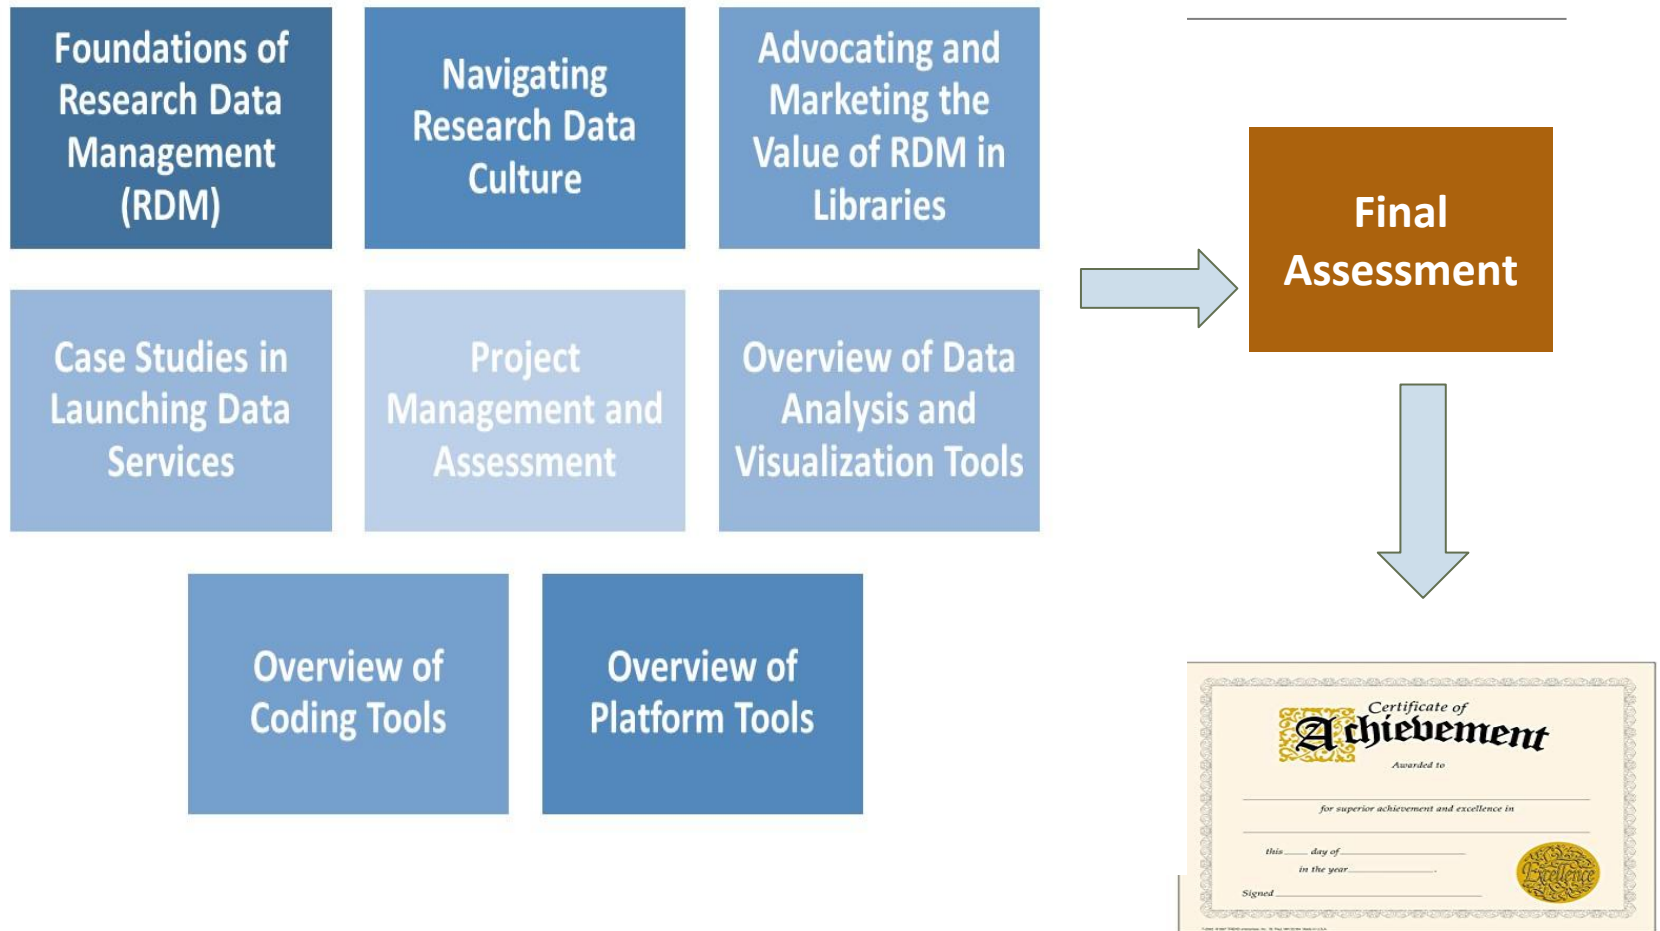 Foundations of
Research Data
Management
(RDM)
Navigating
Research Data
Culture
Advocating and
Marketing the
Value of RDM in
Libraries
Case Studies in
Launching Data
Services
Project
Management and
Assessment
Overview of Data
Analysis and
Visualization Tools
Overview of
Coding Tools
Overview of
Platform Tools
Final
Assessment
Certificate of
Achievement
Awarded to
for superior achievement and excellence in
this day of
in the year
Signed
Excellence